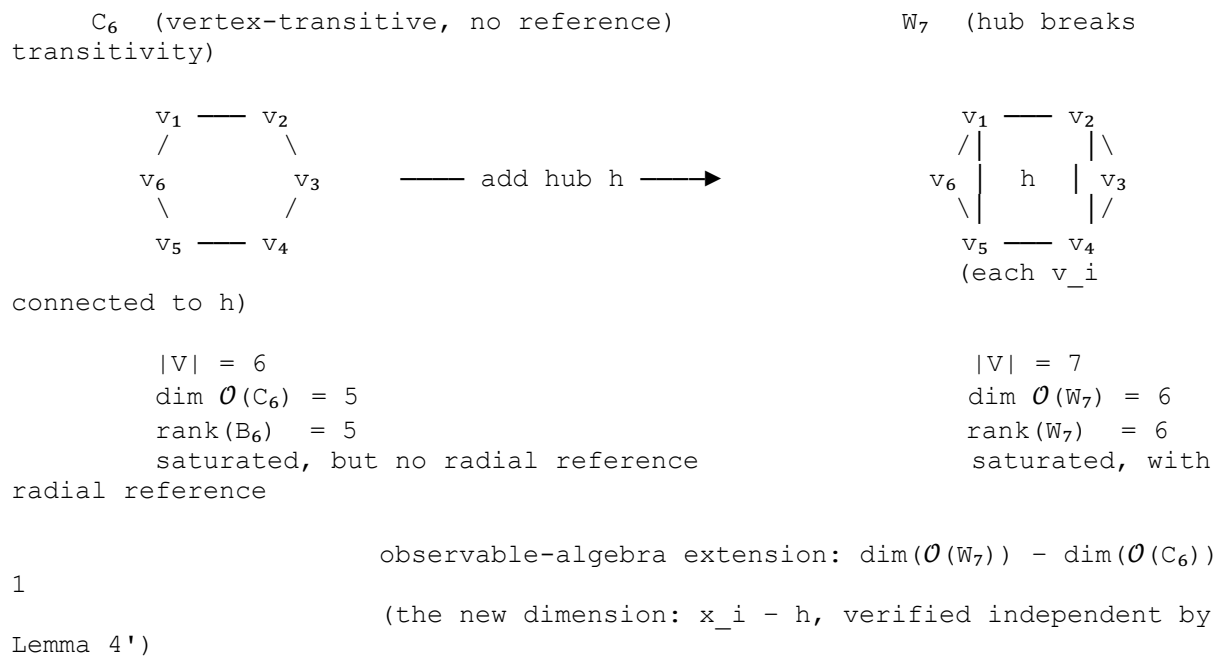 C₆ (vertex-transitive, no reference) W₇ (hub breaks
transitivity)
v₁ ─── v₂ v₁ ─── v₂
/ \ /│ │\
v₆ v₃ ──── add hub h ────► v₆ │ h │ v₃
\ / \│ │/
v₅ ─── v₄ v₅ ─── v₄
(each v_i
connected to h)
|V| = 6 |V| = 7
dim 𝒪(C₆) = 5 dim 𝒪(W₇) = 6
rank(B₆) = 5 rank(W₇) = 6
saturated, but no radial reference saturated, with
radial reference
observable-algebra extension: dim(𝒪(W₇)) − dim(𝒪(C₆))
1
(the new dimension: x_i − h, verified independent by
Lemma 4')